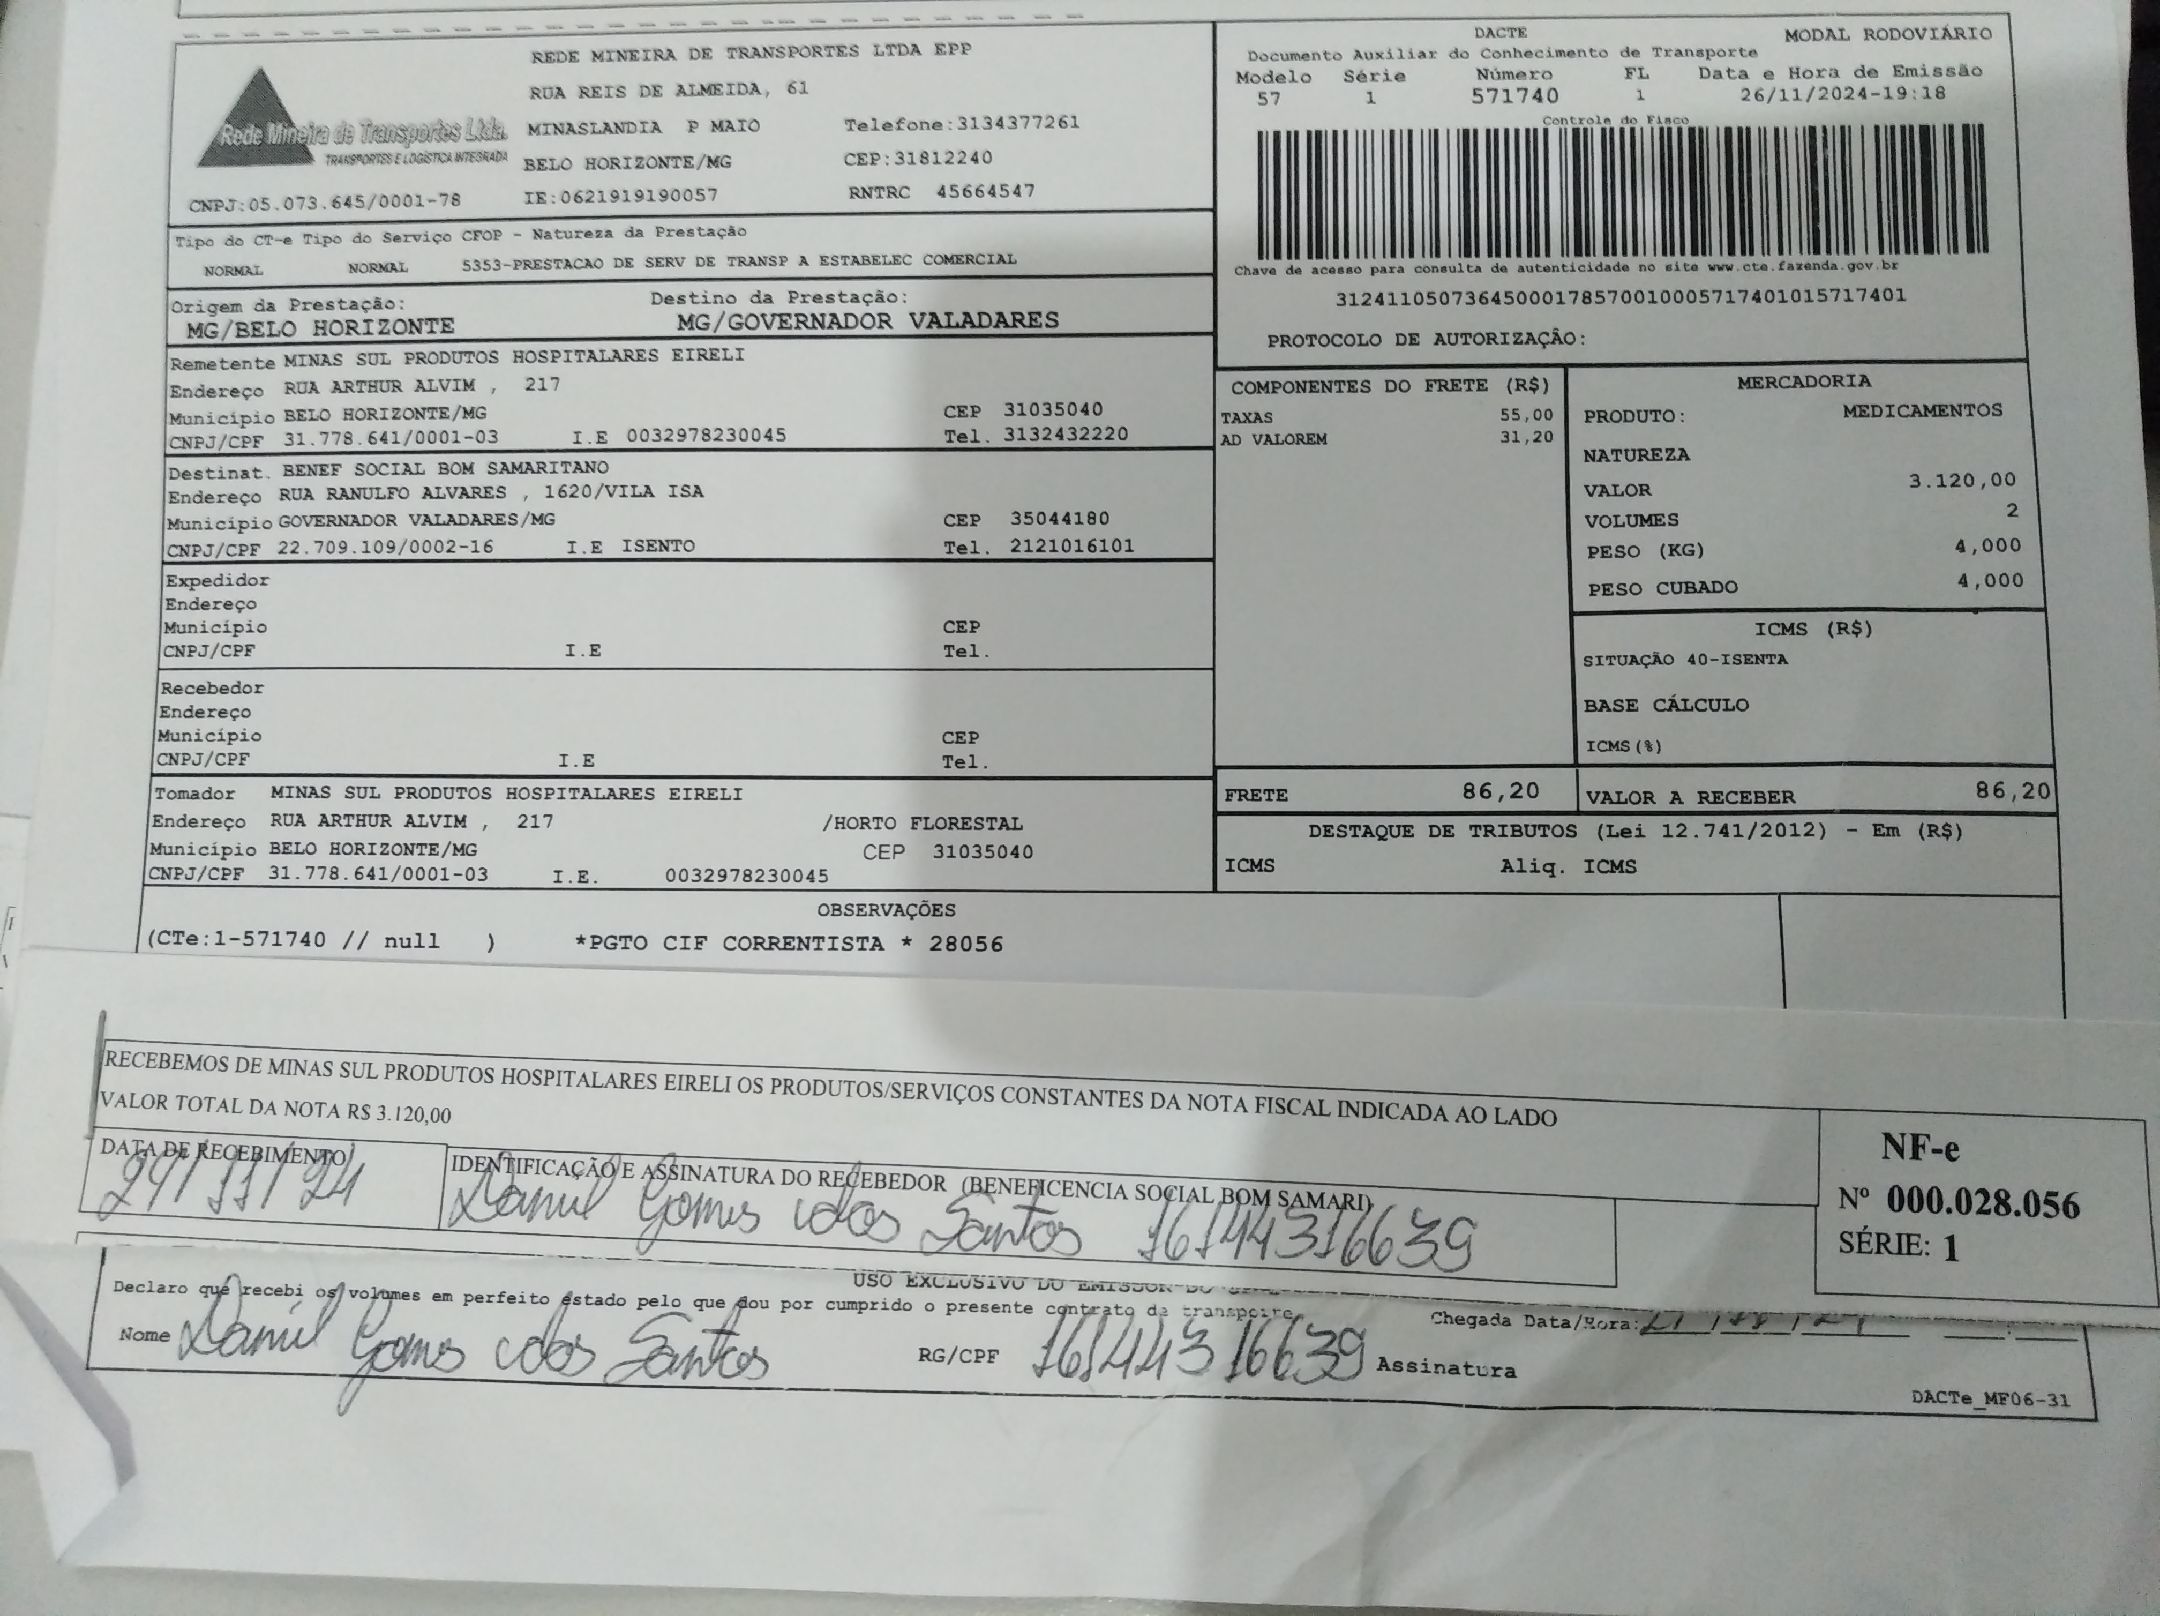 REDE MINEIRA DE TRANSPORTES LTDA EPP
RUA REIS DE ALMEIDA, 61
MINASLANDIA P MAIO Telefone:3134377261
BELO HORIZONTE/MG CEP:31812240
IE:0621919190057 RNTRC 45664547
Rede Mineira de Transportes Ltda.
TRANSPORTES E LOGÍSTICA INTEGRADA
CNPJ:05.073.645/0001-78
DACTE MODAL RODOVIÁRIO
Documento Auxiliar do Conhecimento de Transporte
Modelo Série Número FL Data e Hora de Emissão
57 1 571740 1 26/11/2024-19:18
Controle do Fisco
Chave de acesso para consulta de autenticidade no site www.cte.fazenda.gov.br
31241105073645000178570010005717401015717401
PROTOCOLO DE AUTORIZAÇÃO:
Tipo do CT-e Tipo do Serviço CFOP - Natureza da Prestação
NORMAL NORMAL 5353-PRESTACAO DE SERV DE TRANSP A ESTABELEC COMERCIAL
Origem da Prestação: Destino da Prestação:
MG/BELO HORIZONTE MG/GOVERNADOR VALADARES
Remetente MINAS SUL PRODUTOS HOSPITALARES EIRELI
Endereço RUA ARTHUR ALVIM , 217
Município BELO HORIZONTE/MG CEP 31035040
CNPJ/CPF 31.778.641/0001-03 I.E 0032978230045 Tel. 3132432220
Destinat. BENEF SOCIAL BOM SAMARITANO
Endereço RUA RANULFO ALVARES , 1620/VILA ISA
Município GOVERNADOR VALADARES/MG CEP 35044180
CNPJ/CPF 22.709.109/0002-16 I.E ISENTO Tel. 2121016101
Expedidor
Endereço
Município CEP
CNPJ/CPF I.E Tel.
Recebedor
Endereço
Município CEP
CNPJ/CPF I.E Tel.
Tomador MINAS SUL PRODUTOS HOSPITALARES EIRELI
Endereço RUA ARTHUR ALVIM , 217 /HORTO FLORESTAL
Município BELO HORIZONTE/MG CEP 31035040
CNPJ/CPF 31.778.641/0001-03 I.E. 0032978230045
COMPONENTES DO FRETE (R$)
TAXAS 55,00
AD VALOREM 31,20
MERCADORIA
PRODUTO: MEDICAMENTOS
NATUREZA
VALOR 3.120,00
VOLUMES 2
PESO (KG) 4,000
PESO CUBADO 4,000
ICMS (R$)
SITUAÇÃO 40-ISENTA
BASE CÁLCULO
ICMS(%)
FRETE 86,20 VALOR A RECEBER 86,20
DESTAQUE DE TRIBUTOS (Lei 12.741/2012) - Em (R$)
ICMS Aliq. ICMS
OBSERVAÇÕES
(CTe:1-571740 // null ) *PGTO CIF CORRENTISTA * 28056
RECEBEMOS DE MINAS SUL PRODUTOS HOSPITALARES EIRELI OS PRODUTOS/SERVIÇOS CONSTANTES DA NOTA FISCAL INDICADA AO LADO
VALOR TOTAL DA NOTA R$ 3.120,00
DATA DE RECEBIMENTO IDENTIFICAÇÃO E ASSINATURA DO RECEBEDOR (BENEFICENCIA SOCIAL BOM SAMARI)
29/11/24 Daniel Gomes dos Santos 16144316639
NF-e
Nº 000.028.056
SÉRIE: 1
USO EXCLUSIVO DO EMISSOR DO
Declaro que recebi os volumes em perfeito estado pelo que dou por cumprido o presente contrato de transporte.
Chegada Data/Hora:
Nome Daniel Gomes dos Santos RG/CPF 16144316639 Assinatura
DACTe_MF06-31